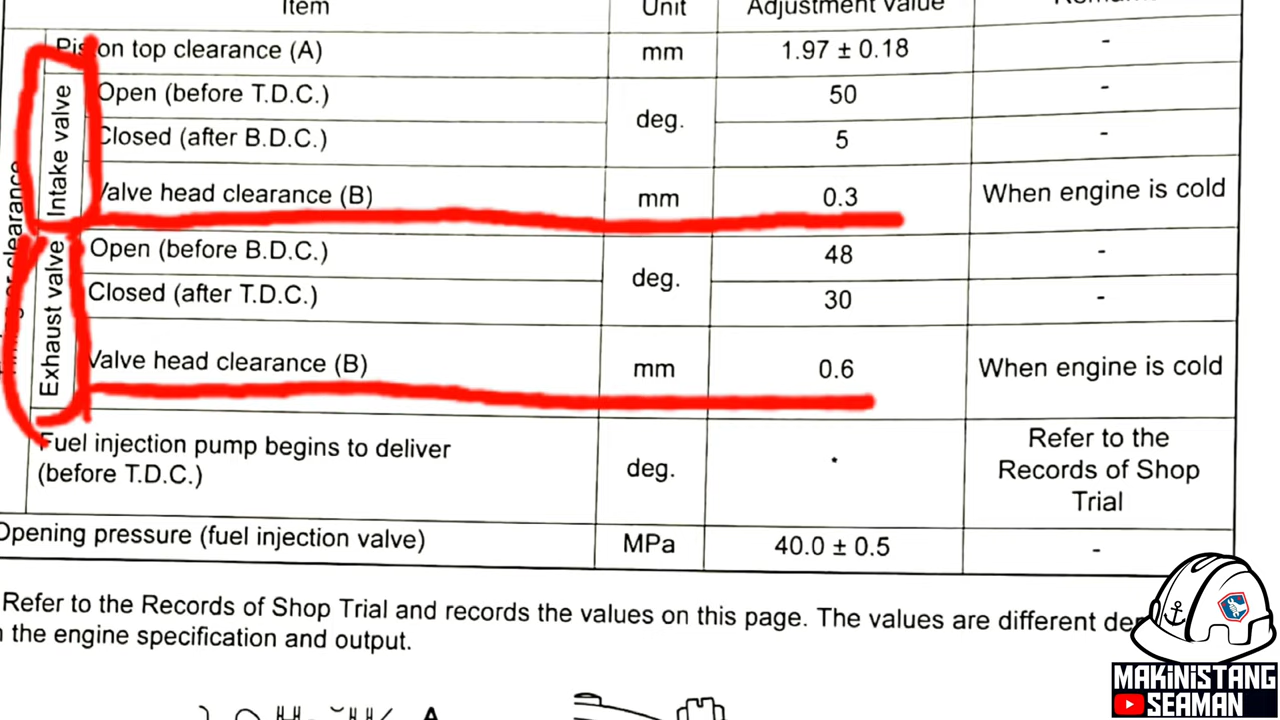 Item Unit Adjustment value
Piston top clearance (A) mm 1.97 ± 0.18 -
Intake valve
Open (before T.D.C.) deg. 50 -
Closed (after B.D.C.) 5 -
Valve head clearance (B) mm 0.3 When engine is cold
Exhaust valve
Open (before B.D.C.) deg. 48 -
Closed (after T.D.C.) 30 -
Valve head clearance (B) mm 0.6 When engine is cold
Fuel injection pump begins to deliver
(before T.D.C.) deg. * Refer to the
Records of Shop
Trial
Opening pressure (fuel injection valve) MPa 40.0 ± 0.5 -
Refer to the Records of Shop Trial and records the values on this page. The values are different
the engine specification and output.
A
MAKiNiSTANG
SEAMAN